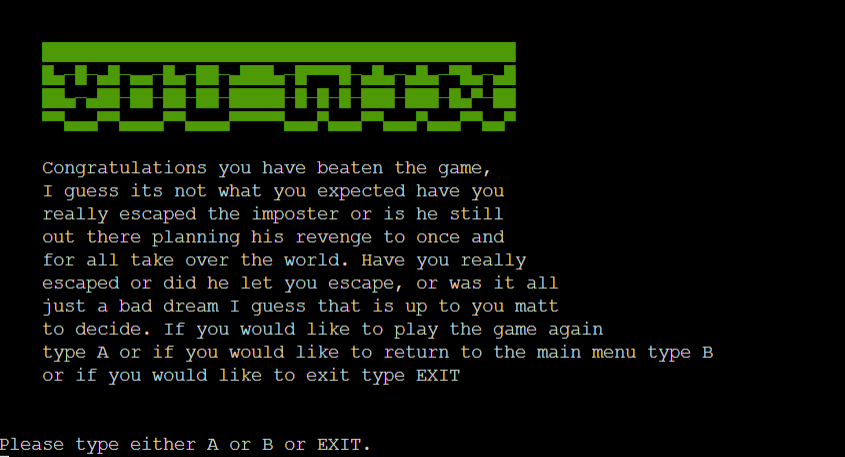 Congratulations you have beaten the game,
I guess its not what you expected have you
really escaped the imposter or is he still
out there planning his revenge to once and
for all take over the world. Have you really
escaped or did he let you escape, or was it all
just a bad dream I guess that is up to you matt
to decide. If you would like to play the game again
type A or if you would like to return to the main menu type B
or if you would like to exit type EXIT
Please type either A or B or EXIT.